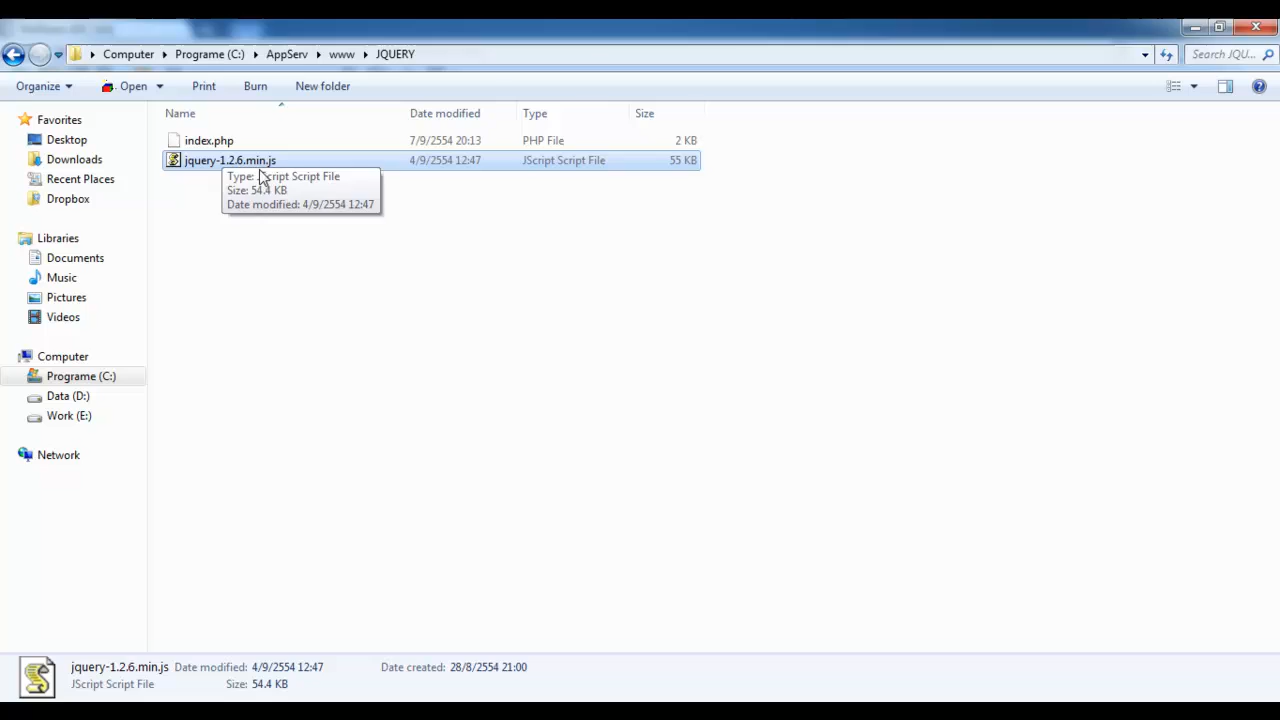 Computer Programe (C:) AppServ www JQUERY Search JQU...
Organize Open Print Burn New folder
Name Date modified Type Size
Favorites
Desktop
Downloads
Recent Places
Dropbox
Libraries
Documents
Music
Pictures
Videos
Computer
Programe (C:)
Data (D:)
Work (E:)
Network
index.php 7/9/2554 20:13 PHP File 2 KB
jquery-1.2.6.min.js 4/9/2554 12:47 JScript Script File 55 KB
Type: Script File
Size: 54.4 KB
Date modified: 4/9/2554 12:47
jquery-1.2.6.min.js Date modified: 4/9/2554 12:47 Date created: 28/8/2554 21:00
JScript Script File Size: 54.4 KB